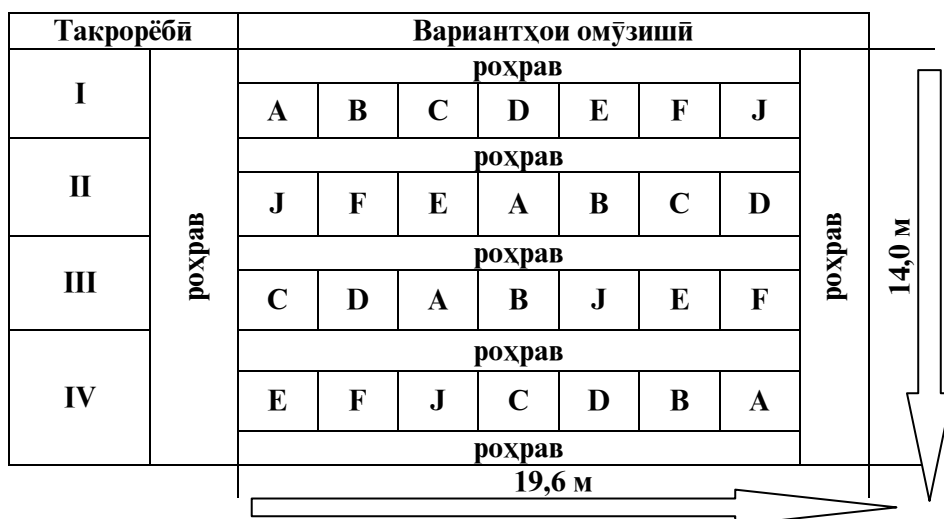 Такрорёбӣ Вариантҳои омӯзишӣ
роҳрав
I A B C D E F J
роҳрав
II J F E A B C D
роҳрав
роҳрав
роҳрав
14,0 м
III C D A B J E F
роҳрав
IV E F J C D B A
роҳрав
19,6 м